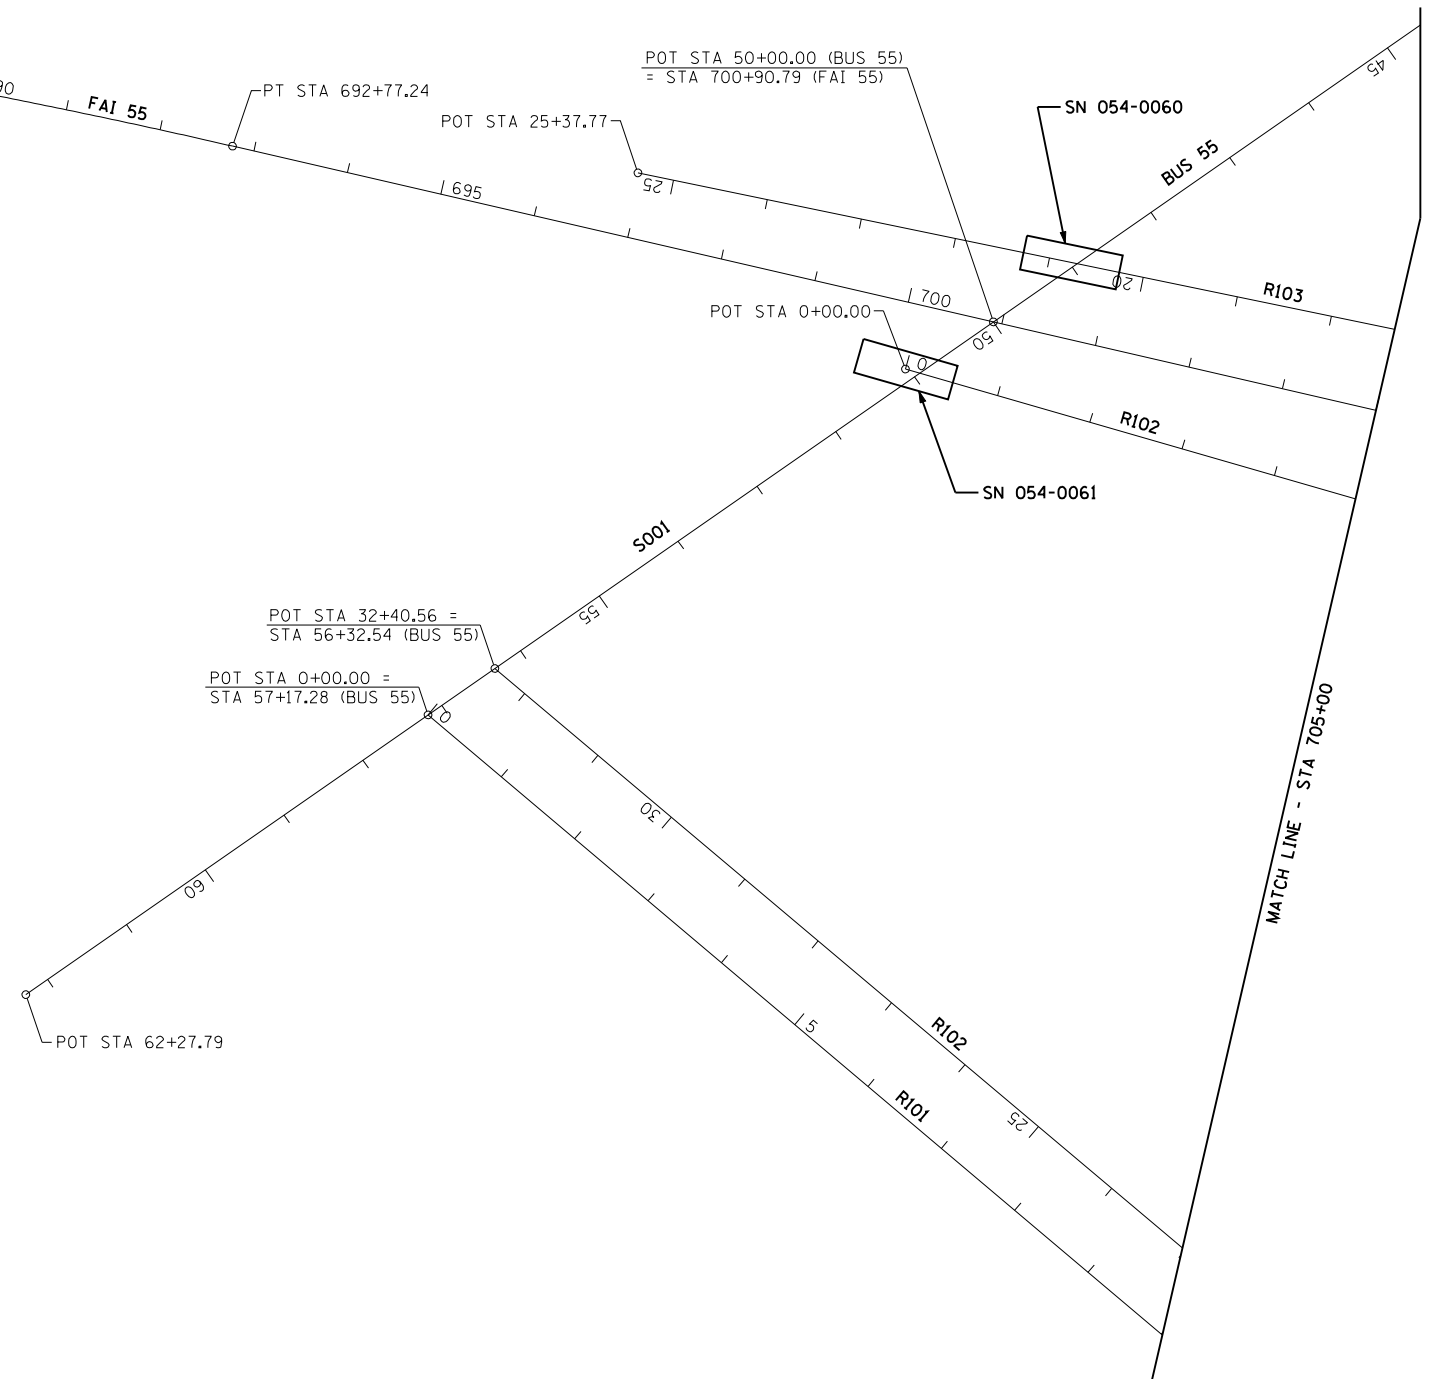 POT STA 50+00.00 (BUS 55)
= STA 700+90.79 (FAI 55)
PT STA 692+77.24
FAI 55
POT STA 25+37.77
SN 054-0060
45
BUS 55
695
25
700
20
R103
POT STA 0+00.00
50
0
R102
SN 054-0061
S001
55
POT STA 32+40.56 =
STA 56+32.54 (BUS 55)
POT STA 0+00.00 =
STA 57+17.28 (BUS 55)
0
MATCH LINE - STA 705+00
30
60
5
R102
25
R101
POT STA 62+27.79